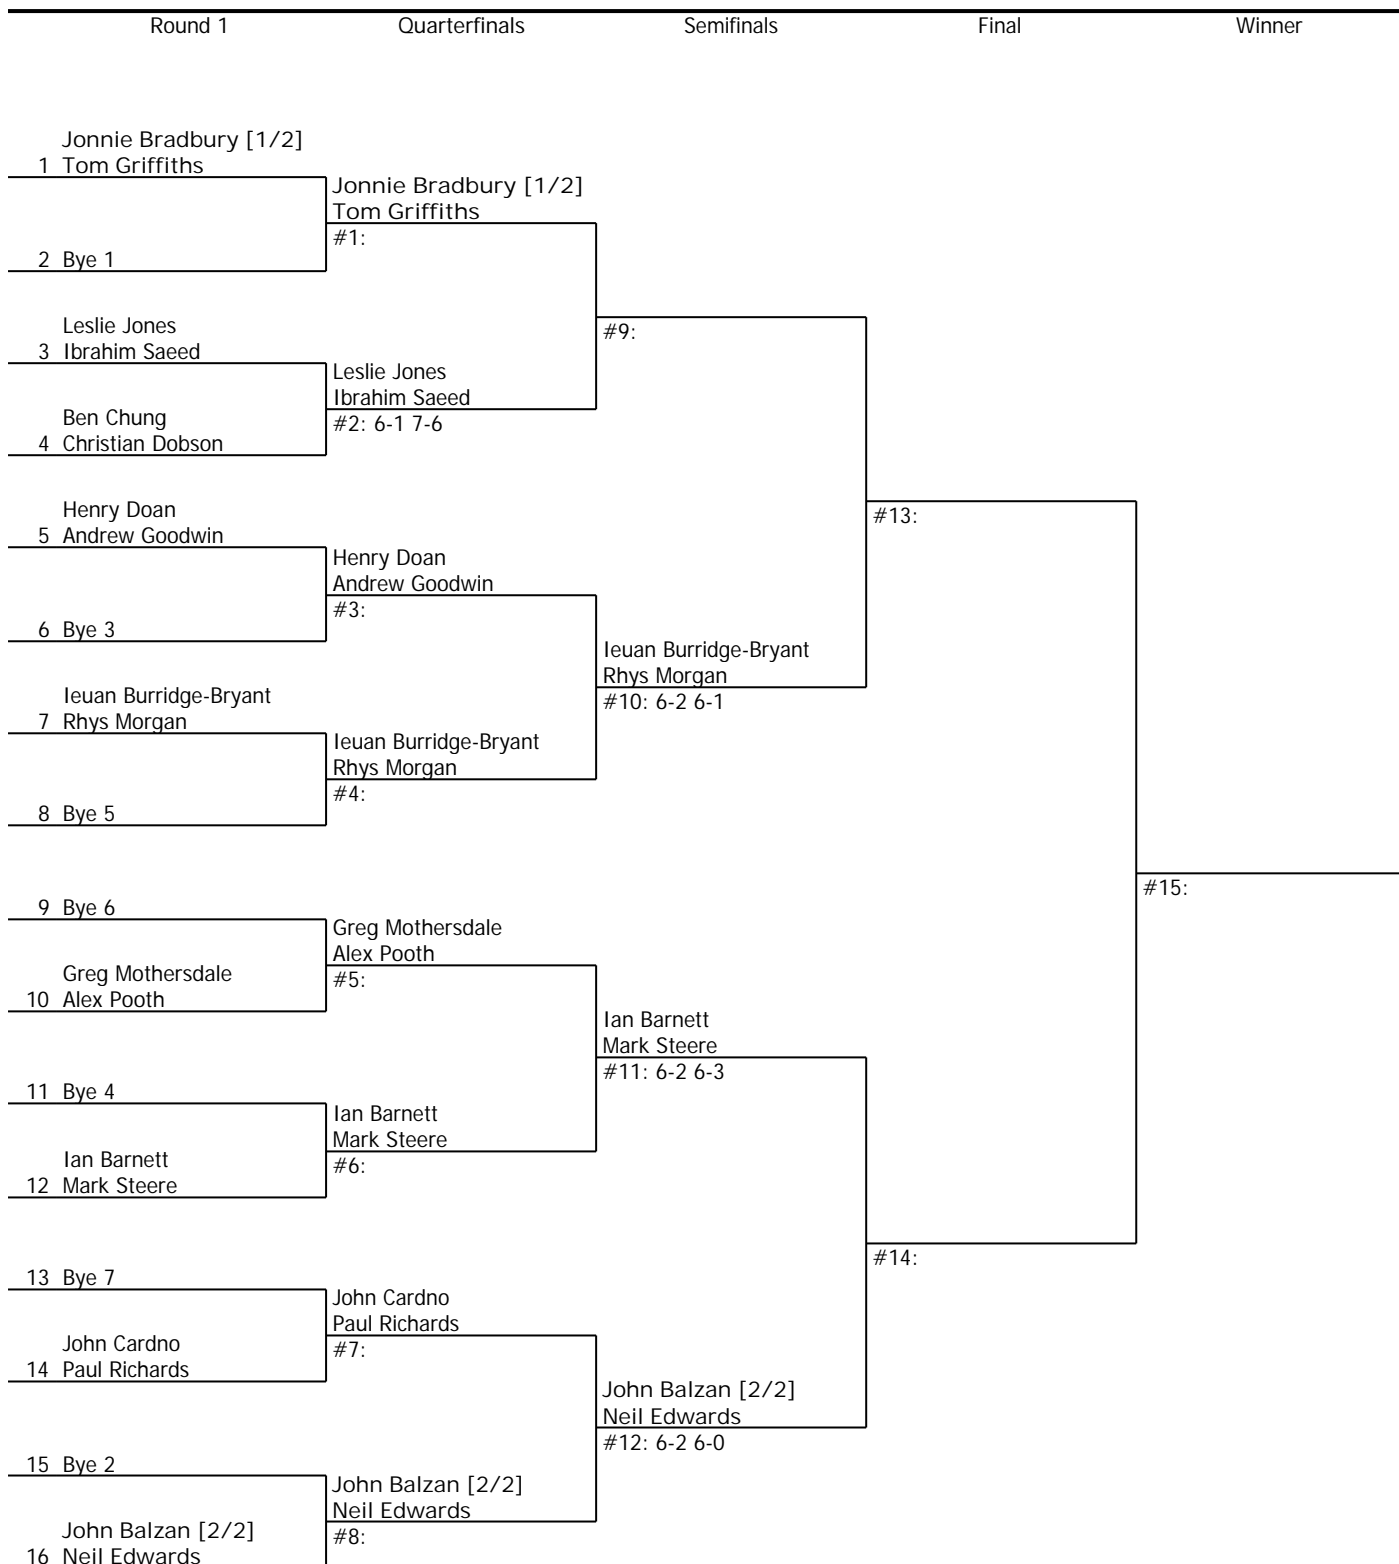 Round 1 Quarterfinals Semifinals Final Winner
Jonnie Bradbury [1/2]
1 Tom Griffiths
Jonnie Bradbury [1/2]
Tom Griffiths
#1:
2 Bye 1
Leslie Jones
3 Ibrahim Saeed
#9:
Leslie Jones
Ibrahim Saeed
#2: 6-1 7-6
Ben Chung
4 Christian Dobson
Henry Doan
5 Andrew Goodwin
#13:
Henry Doan
Andrew Goodwin
#3:
6 Bye 3
Ieuan Burridge-Bryant
Rhys Morgan
#10: 6-2 6-1
Ieuan Burridge-Bryant
7 Rhys Morgan
Ieuan Burridge-Bryant
Rhys Morgan
#4:
8 Bye 5
#15:
9 Bye 6
Greg Mothersdale
Alex Pooth
#5:
Greg Mothersdale
10 Alex Pooth
Ian Barnett
Mark Steere
#11: 6-2 6-3
11 Bye 4
Ian Barnett
Mark Steere
#6:
Ian Barnett
12 Mark Steere
#14:
13 Bye 7
John Cardno
Paul Richards
#7:
John Cardno
14 Paul Richards
John Balzan [2/2]
Neil Edwards
#12: 6-2 6-0
15 Bye 2
John Balzan [2/2]
Neil Edwards
#8:
John Balzan [2/2]
16 Neil Edwards